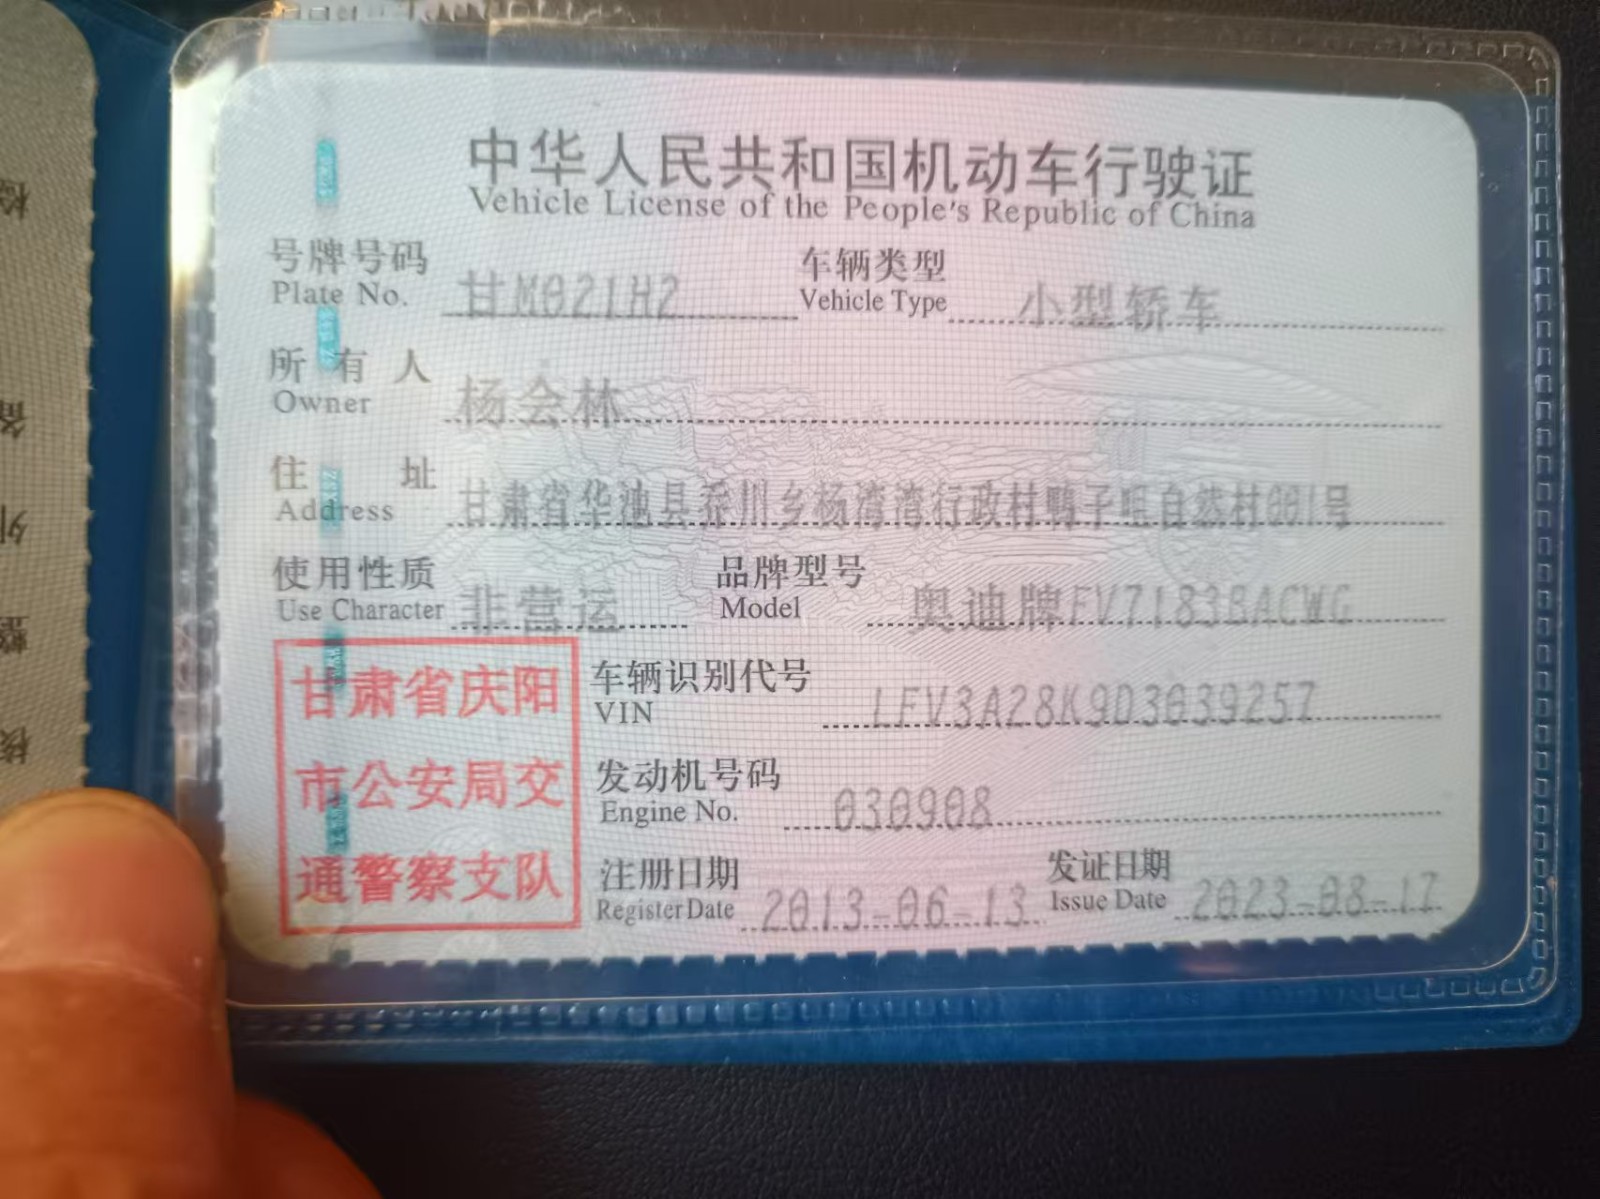 中华人民共和国机动车行驶证
Vehicle License of the People's Republic of China
号牌号码 甘M021H2 车辆类型 小型轿车
Plate No. Vehicle Type
所有人 杨会林
Owner
住址 甘肃省华池县乔川乡杨湾湾行政村鸭子咀自然村001号
Address
使用性质 非营运 品牌型号 奥迪牌FV7183BACWG
Use Character Model
甘肃省庆阳
市公安局交
通警察支队
车辆识别代号 LFV3A28K9D3039257
VIN
发动机号码 030908
Engine No.
注册日期 2013-06-13 发证日期 2023-08-17
Register Date Issue Date
检
备
外
整
核